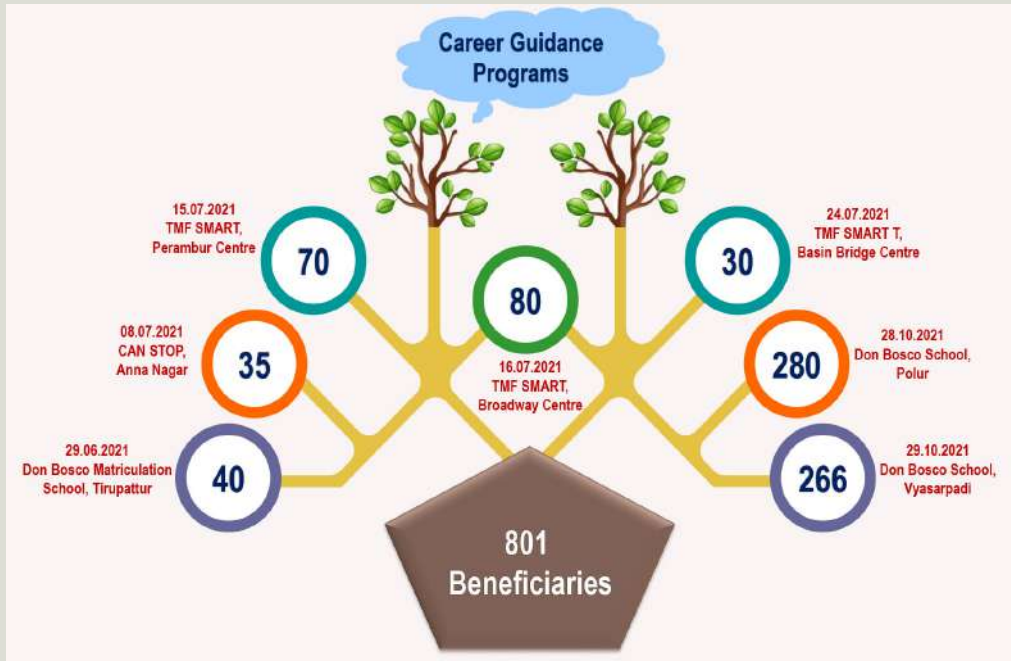 Career Guidance
Programs
15.07.2021
TMF SMART,
Perambur Centre
70
08.07.2021
CAN STOP,
Anna Nagar
35
29.06.2021
Don Bosco Matriculation
School, Tirupattur
40
80
16.07.2021
TMF SMART,
Broadway Centre
24.07.2021
TMF SMART T,
Basin Bridge Centre
30
28.10.2021
Don Bosco School,
Polur
280
29.10.2021
Don Bosco School,
Vyasarpadi
266
801
Beneficiaries